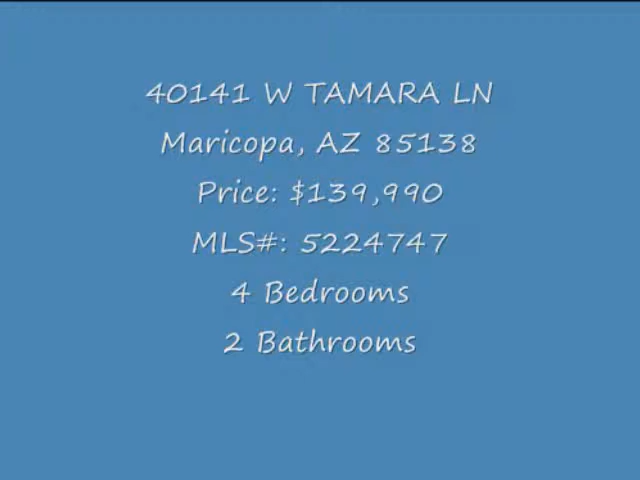 40141 W TAMARA LN
Maricopa, AZ 85138
Price: $139,990
MLS#: 5224747
4 Bedrooms
2 Bathrooms